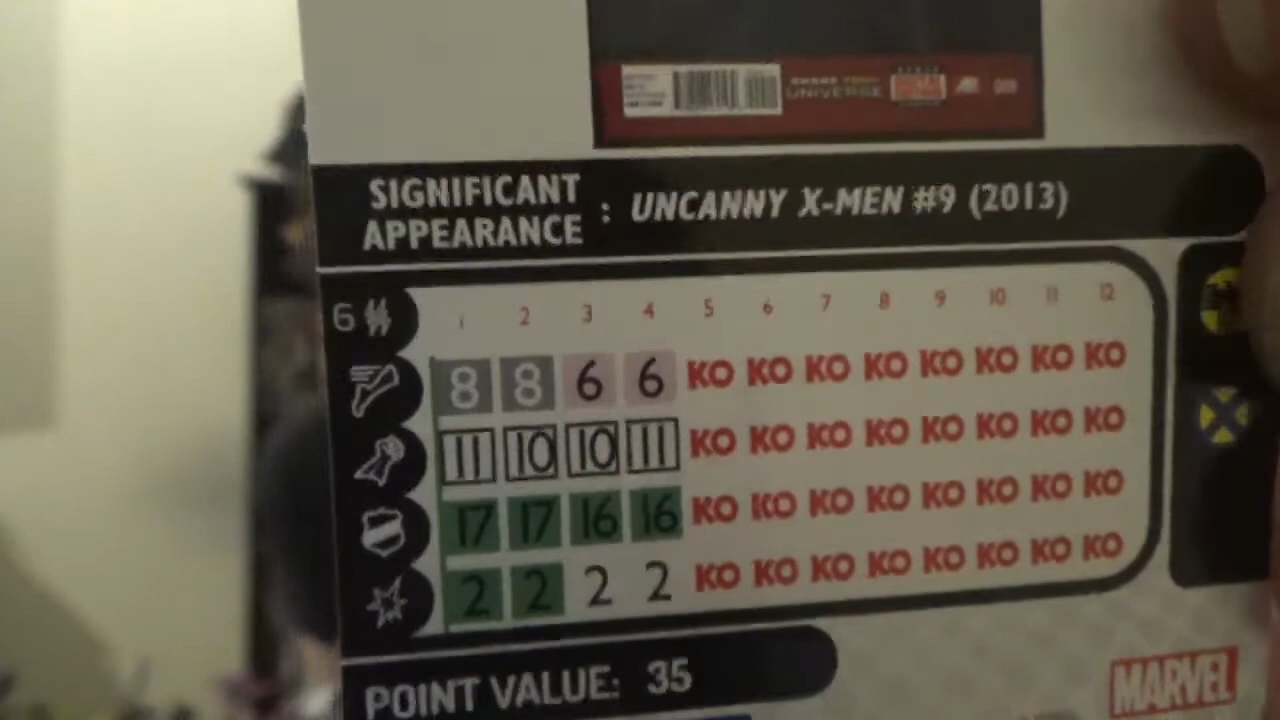 UNIVERSE
SIGNIFICANT APPEARANCE : UNCANNY X-MEN #9 (2013)
6 1 2 3 4 5 6 7 8 9 10 11 12
8 8 6 6 KO KO KO KO KO KO KO KO
11 10 10 11 KO KO KO KO KO KO KO KO
17 17 16 16 KO KO KO KO KO KO KO KO
2 2 2 2 KO KO KO KO KO KO KO KO
POINT VALUE: 35
MARVEL